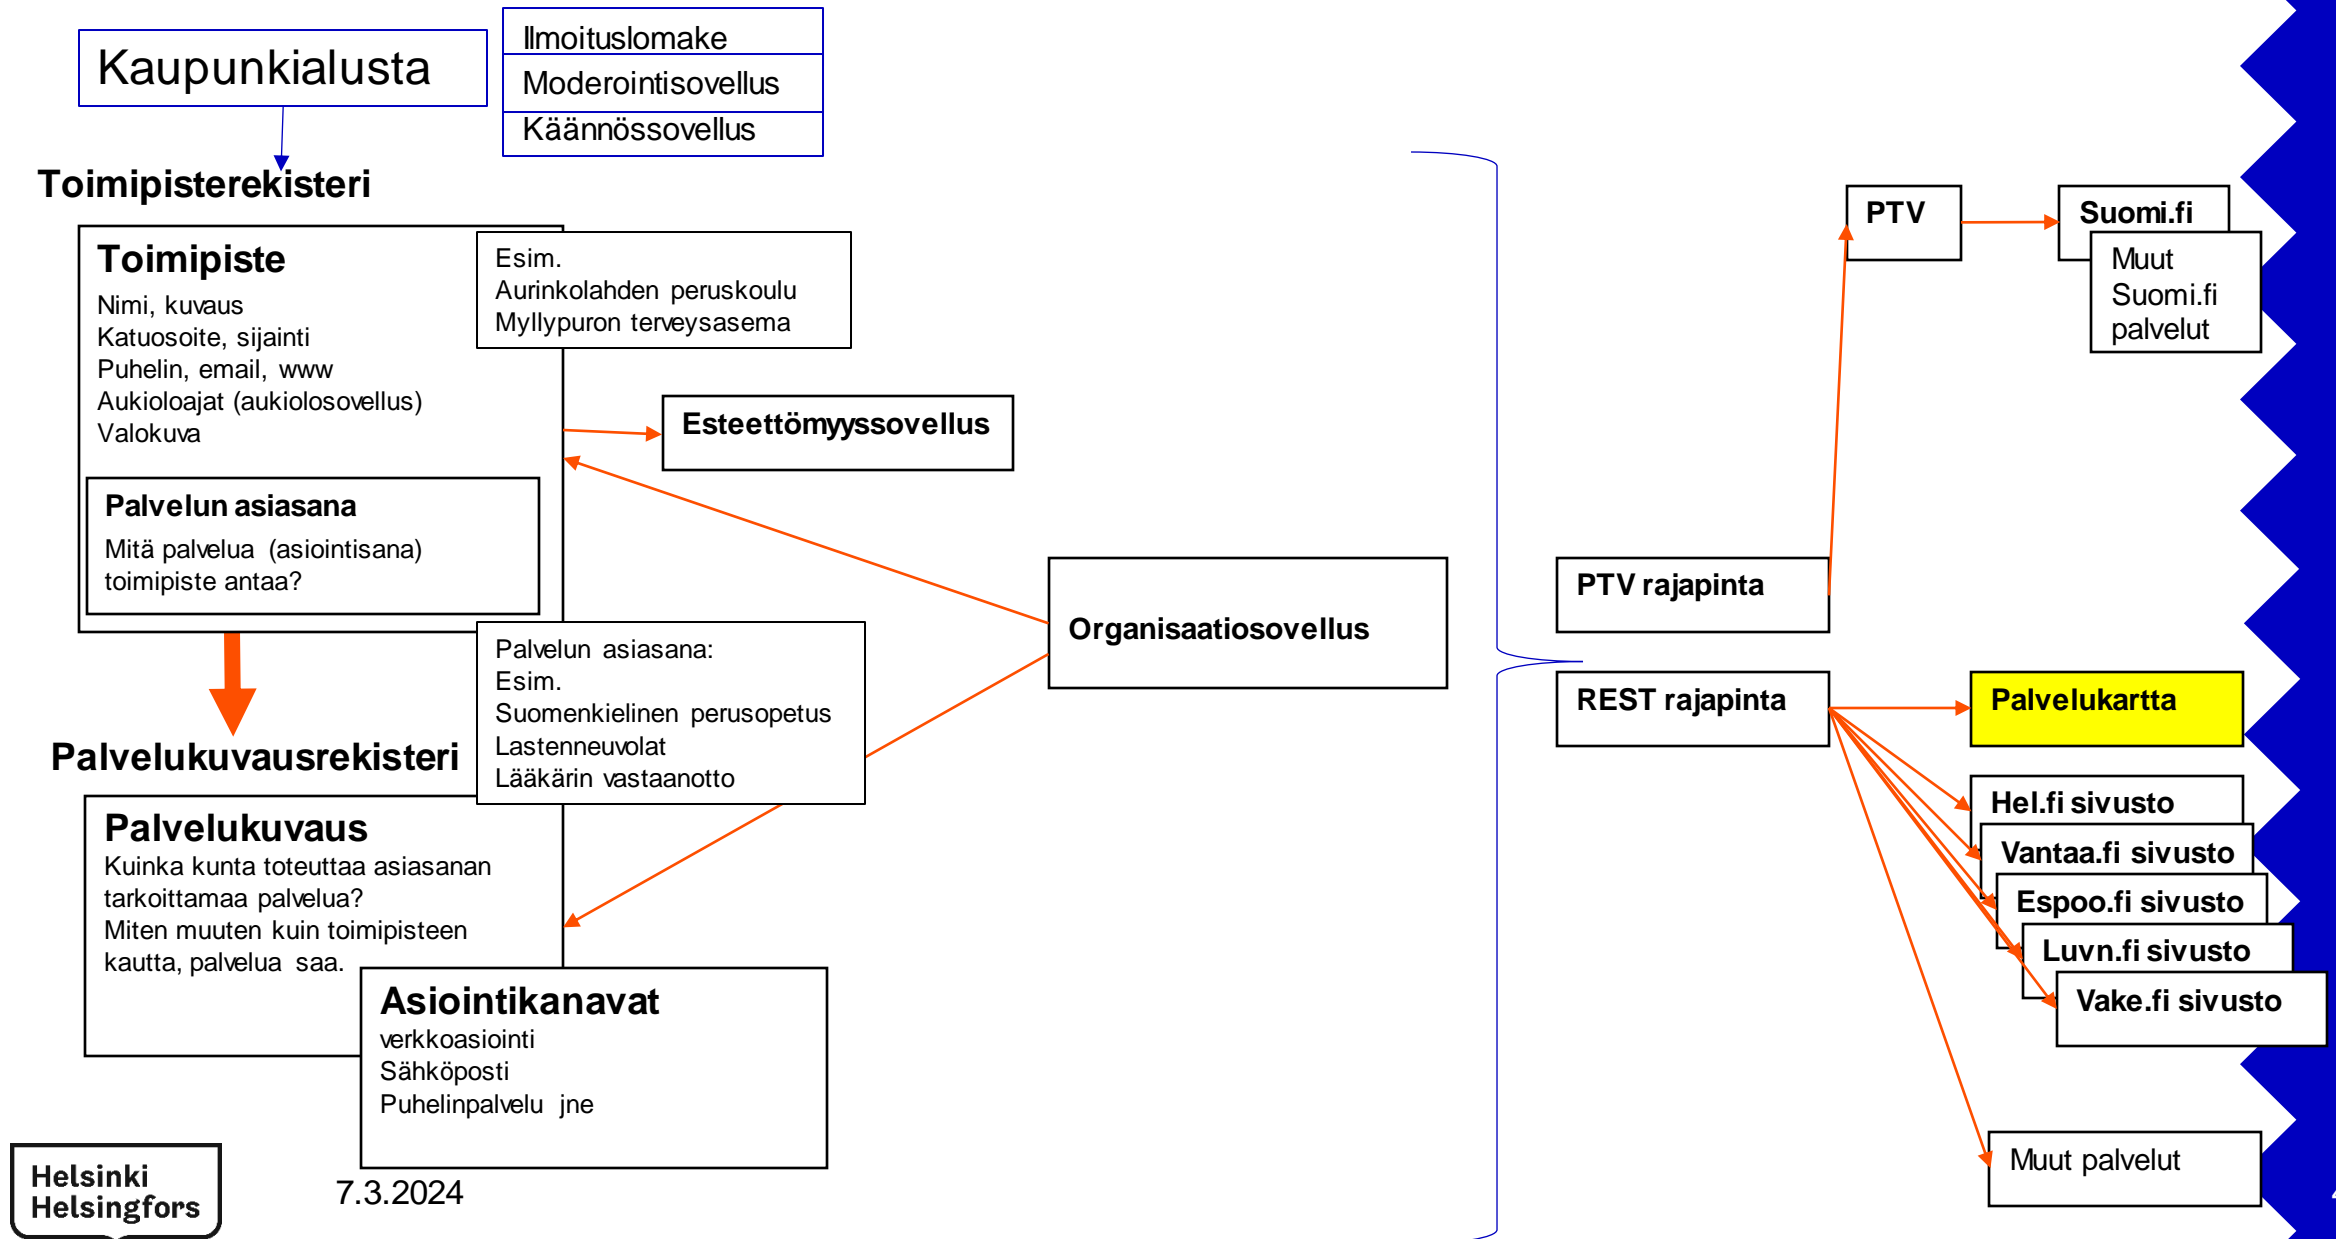 Kaupunkialusta
Ilmoituslomake
Moderointisovellus
Käännössovellus
Toimipisterekisteri
Toimipiste
Nimi, kuvaus
Katuosoite, sijainti
Puhelin, email, www
Aukioloajat (aukiolosovellus)
Valokuva
Esim.
Aurinkolahden peruskoulu
Myllypuron terveysasema
Esteettömyyssovellus
Palvelun asiasana
Mitä palvelua (asiointisana)
toimipiste antaa?
Palvelun asiasana:
Esim.
Suomenkielinen perusopetus
Lastenneuvolat
Lääkärin vastaanotto
Organisaatiosovellus
Palvelukuvausrekisteri
Palvelukuvaus
Kuinka kunta toteuttaa asiasanan
tarkoittamaa palvelua?
Miten muuten kuin toimipisteen
kautta, palvelua saa.
Asiointikanavat
verkkoasiointi
Sähköposti
Puhelinpalvelu jne
PTV
Suomi.fi
Muut
Suomi.fi
palvelut
PTV rajapinta
REST rajapinta
Palvelukartta
Hel.fi sivusto
Vantaa.fi sivusto
Espoo.fi sivusto
Luvn.fi sivusto
Vake.fi sivusto
Muut palvelut
Helsinki
Helsingfors
7.3.2024